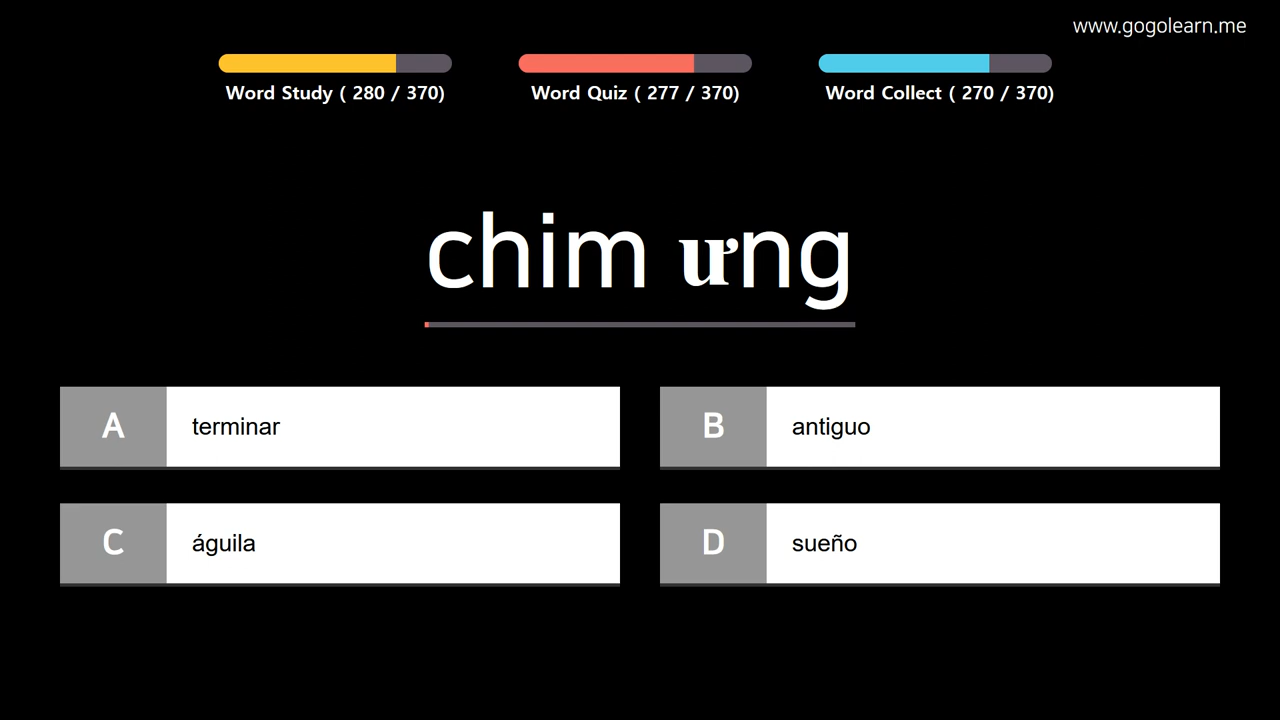 www.gogolearn.me
Word Study ( 280 / 370)
Word Quiz ( 277 / 370)
Word Collect ( 270 / 370)
chim ưng
A terminar
B antiguo
C águila
D sueño